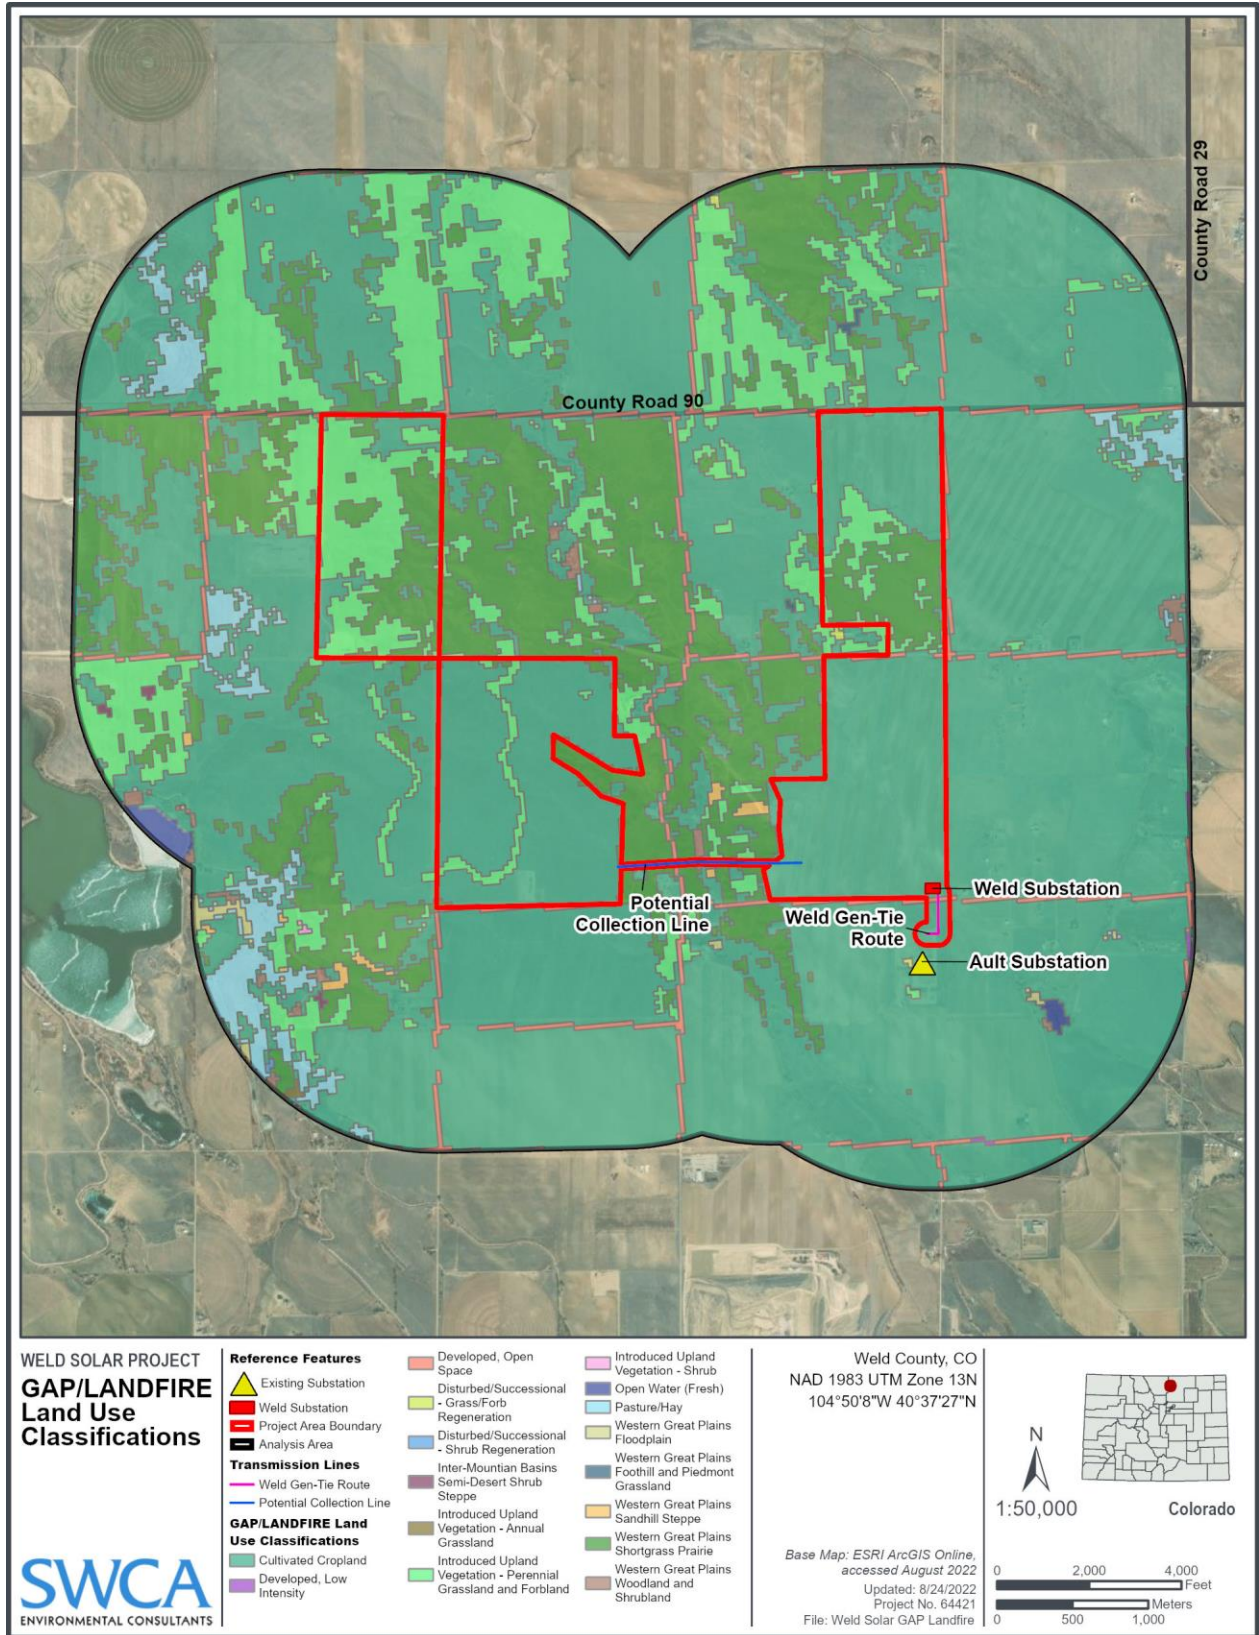 County Road 29
County Road 90
Potential
Collection Line
Weld Substation
Weld Gen-Tie
Route
Ault Substation
WELD SOLAR PROJECT
GAP/LANDFIRE
Land Use
Classifications
SWCA
ENVIRONMENTAL CONSULTANTS
Reference Features
Existing Substation
Weld Substation
Project Area Boundary
Analysis Area
Transmission Lines
Weld Gen-Tie Route
Potential Collection Line
GAP/LANDFIRE Land
Use Classifications
Cultivated Cropland
Developed, Low
Intensity
Developed, Open
Space
Disturbed/Successional
- Grass/Forb
Regeneration
Disturbed/Successional
- Shrub Regeneration
Inter-Mountian Basins
Semi-Desert Shrub
Steppe
Introduced Upland
Vegetation - Annual
Grassland
Introduced Upland
Vegetation - Perennial
Grassland and Forbland
Introduced Upland
Vegetation - Shrub
Open Water (Fresh)
Pasture/Hay
Western Great Plains
Floodplain
Western Great Plains
Foothill and Piedmont
Grassland
Western Great Plains
Sandhill Steppe
Western Great Plains
Shortgrass Prairie
Western Great Plains
Woodland and
Shrubland
Weld County, CO
NAD 1983 UTM Zone 13N
104°50'8"W 40°37'27"N
Base Map: ESRI ArcGIS Online,
accessed August 2022
Updated: 8/24/2022
Project No. 64421
File: Weld Solar GAP Landfire
N
1:50,000
Colorado
0 2,000 4,000
Feet
Meters
0 500 1,000